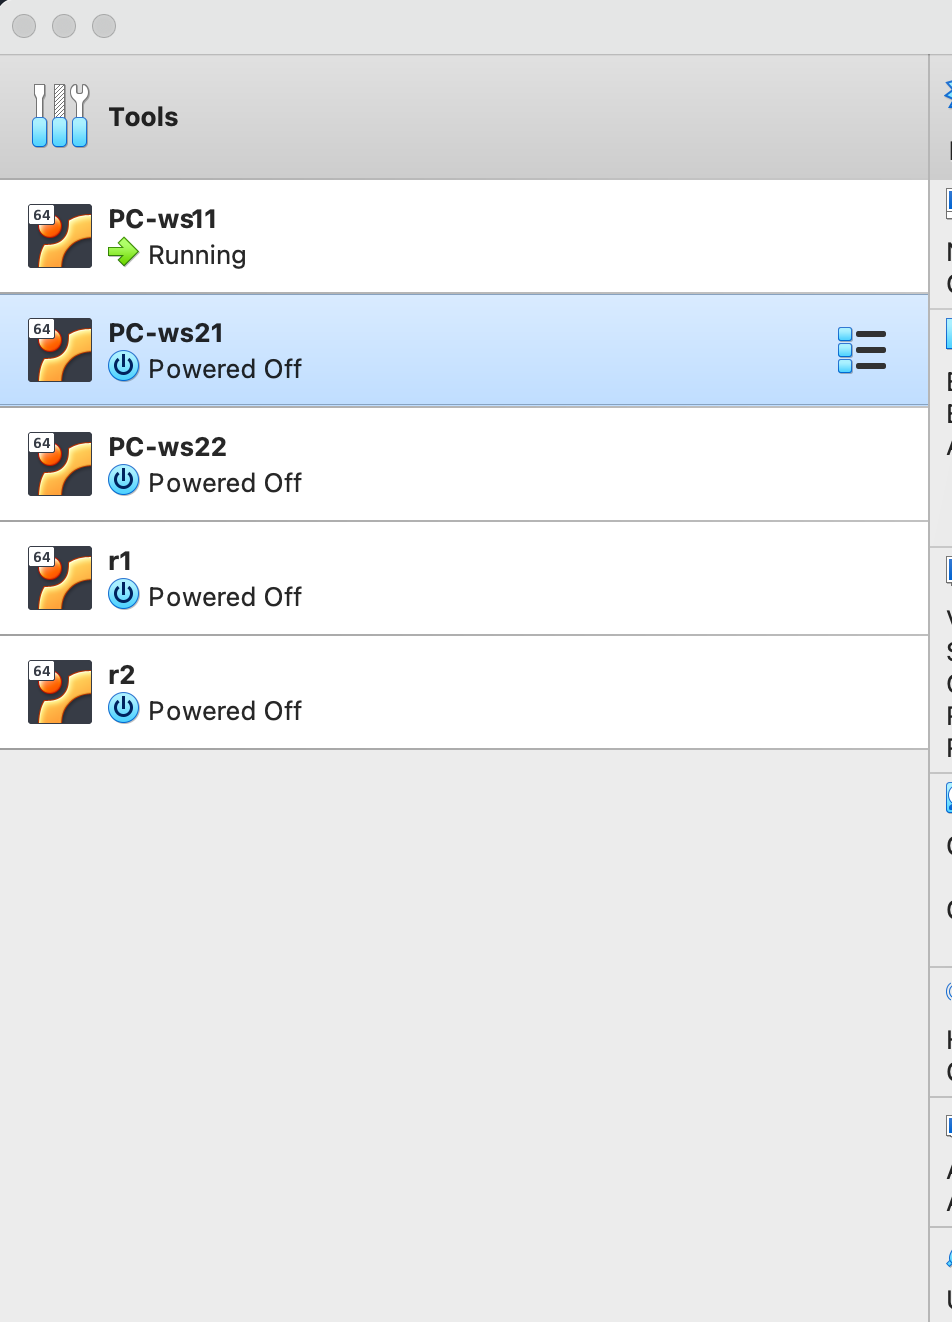 Tools
64
PC-ws11
Running
64
PC-ws21
Powered Off
64
PC-ws22
Powered Off
64
r1
Powered Off
64
r2
Powered Off